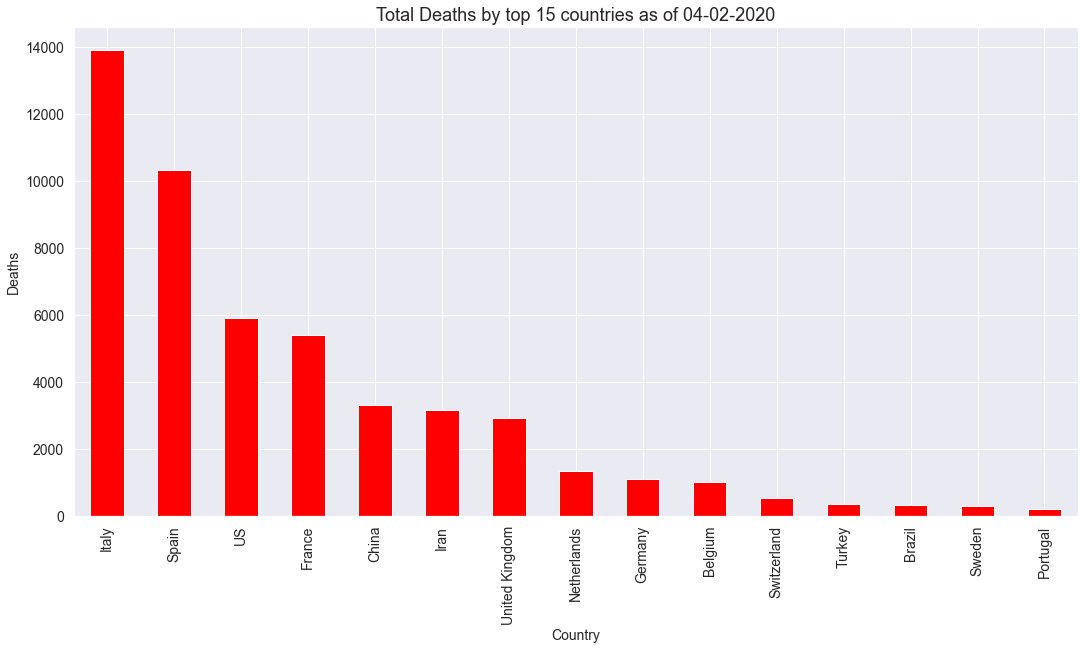 Total Deaths by top 15 countries as of 04-02-2020
14000
12000
10000
8000
6000
4000
2000
0
Deaths
Italy
Spain
US
France
China
Iran
United Kingdom
Netherlands
Germany
Belgium
Switzerland
Turkey
Brazil
Sweden
Portugal
Country